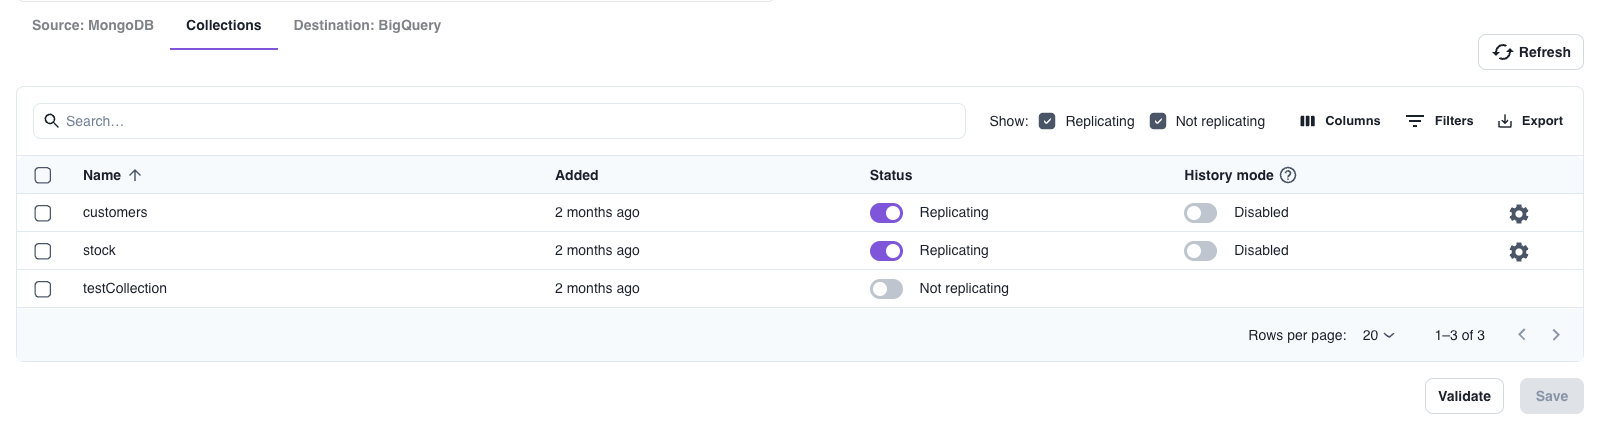 Source: MongoDB Collections Destination: BigQuery
Refresh
Search... Show: Replicating Not replicating Columns Filters Export
Name Added Status History mode ?
customers 2 months ago Replicating Disabled
stock 2 months ago Replicating Disabled
testCollection 2 months ago Not replicating
Rows per page: 20 1–3 of 3
Validate Save